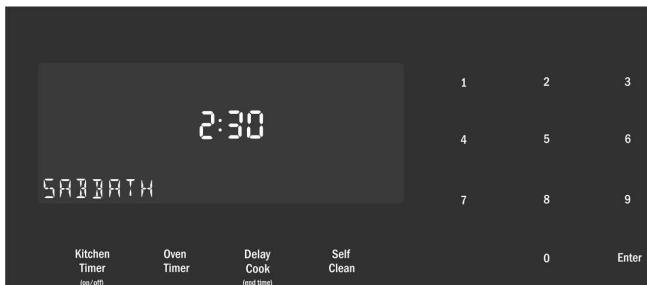 1 2 3
2:30
4 5 6
SABBATH
7 8 9
Kitchen Timer (on/off)
Oven Timer
Delay Cook (end time)
Self Clean
0 Enter